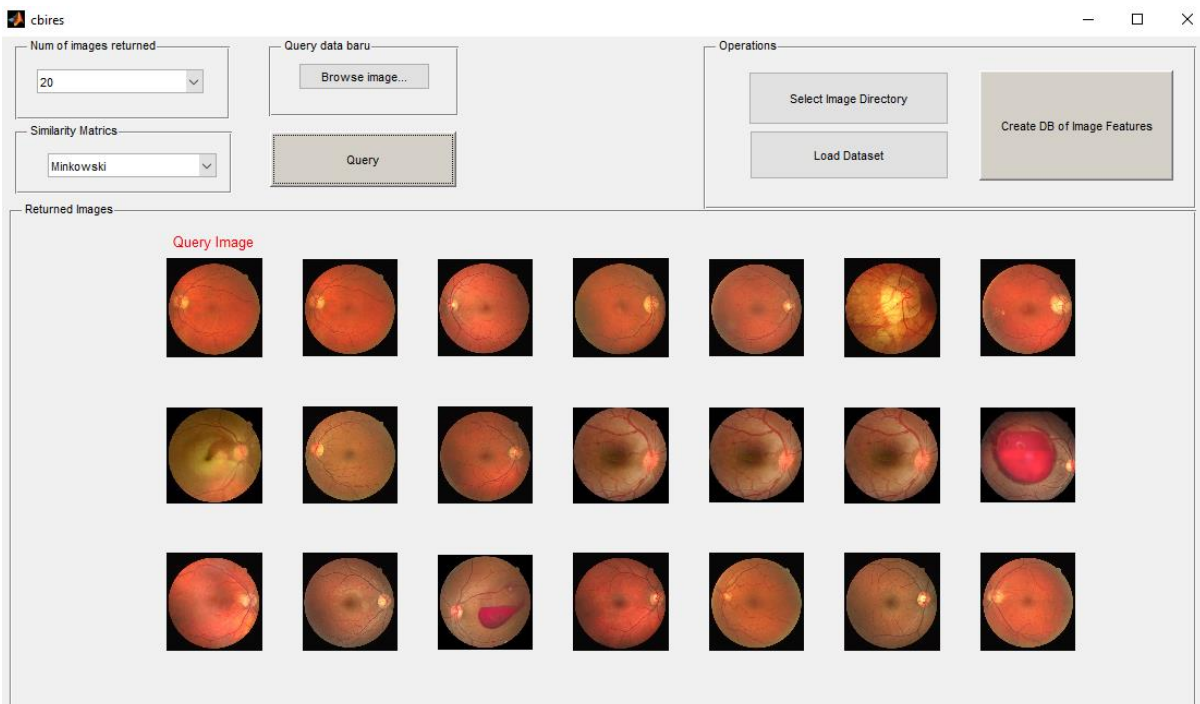 cbires
Num of images returned
20
Query data baru
Browse image...
Operations
Select Image Directory
Create DB of Image Features
Similarity Matrics
Minkowski
Query
Load Dataset
Returned Images
Query Image